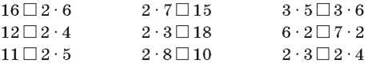 16 □ 2 · 6 2 · 7 □ 15 3 · 5 □ 3 · 6
12 □ 2 · 4 2 · 3 □ 18 6 · 2 □ 7 · 2
11 □ 2 · 5 2 · 8 □ 10 2 · 3 □ 2 · 4